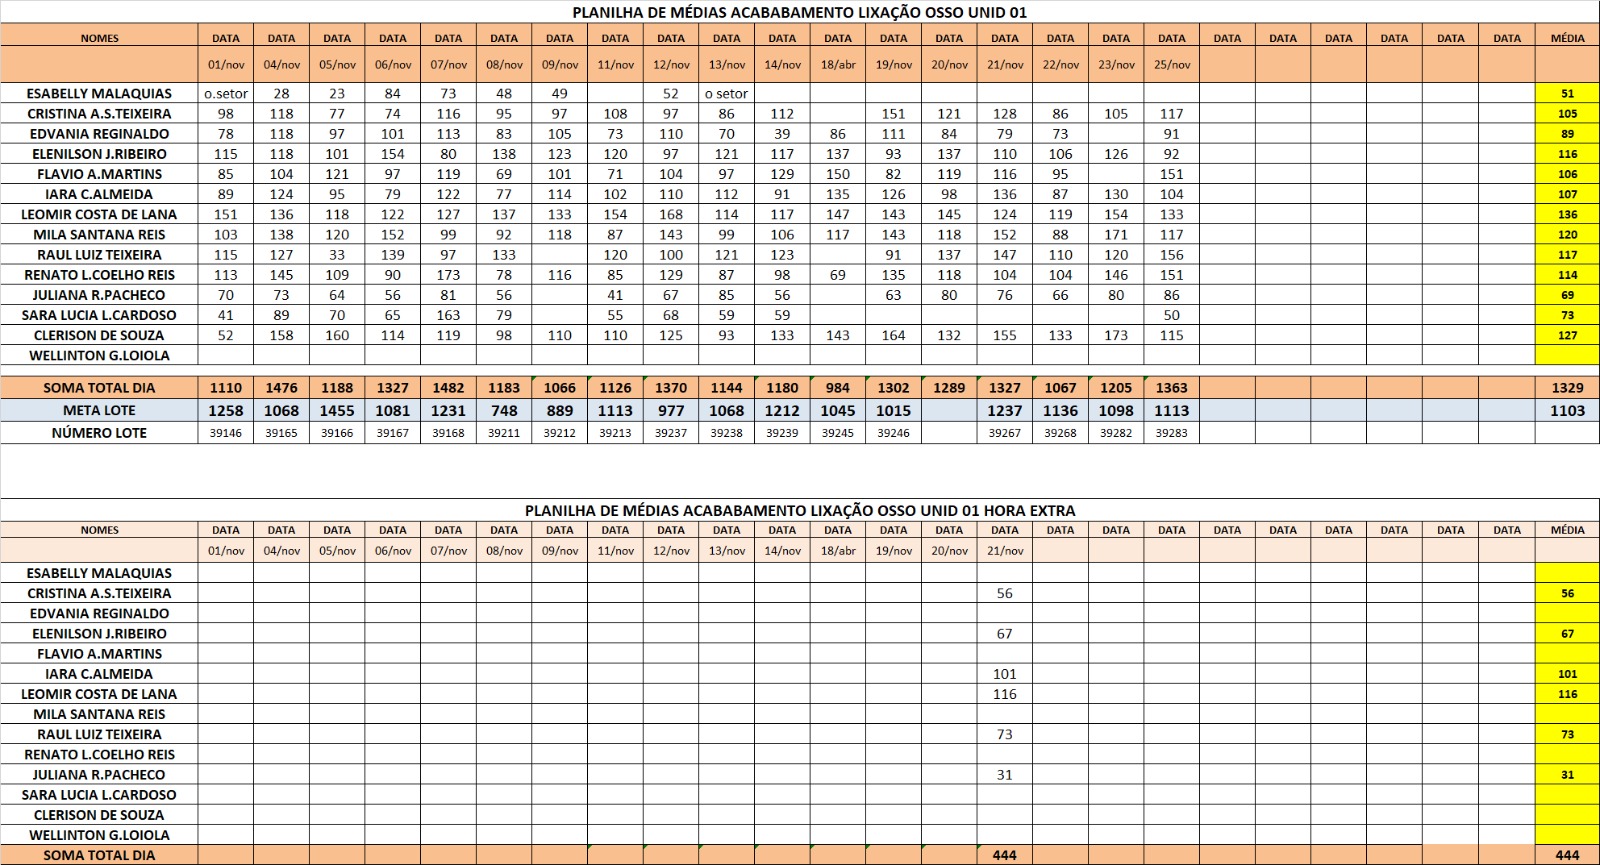 PLANILHA DE MÉDIAS ACABABAMENTO LIXAÇÃO OSSO UNID 01
NOMES DATA DATA DATA DATA DATA DATA DATA DATA DATA DATA DATA DATA DATA DATA DATA DATA DATA DATA DATA DATA DATA DATA DATA DATA MÉDIA
01/nov 04/nov 05/nov 06/nov 07/nov 08/nov 09/nov 11/nov 12/nov 13/nov 14/nov 18/abr 19/nov 20/nov 21/nov 22/nov 23/nov 25/nov
ESABELLY MALAQUIAS o.setor 28 23 84 73 48 49 52 o setor 51
CRISTINA A.S.TEIXEIRA 98 118 77 74 116 95 97 108 97 86 112 151 121 128 86 105 117 105
EDVANIA REGINALDO 78 118 97 101 113 83 105 73 110 70 39 86 111 84 79 73 91 89
ELENILSON J.RIBEIRO 115 118 101 154 80 138 123 120 97 121 117 137 93 137 110 106 126 92 116
FLAVIO A.MARTINS 85 104 121 97 119 69 101 71 104 97 129 150 82 119 116 95 151 106
IARA C.ALMEIDA 89 124 95 79 122 77 114 102 110 112 91 135 126 98 136 87 130 104 107
LEOMIR COSTA DE LANA 151 136 118 122 127 137 133 154 168 114 117 147 143 145 124 119 154 133 136
MILA SANTANA REIS 103 138 120 152 99 92 118 87 143 99 106 117 143 118 152 88 171 117 120
RAUL LUIZ TEIXEIRA 115 127 33 139 97 133 120 100 121 123 91 137 147 110 120 156 117
RENATO L.COELHO REIS 113 145 109 90 173 78 116 85 129 87 98 69 135 118 104 104 146 151 114
JULIANA R.PACHECO 70 73 64 56 81 56 41 67 85 56 63 80 76 66 80 86 69
SARA LUCIA L.CARDOSO 41 89 70 65 163 79 55 68 59 59 50 73
CLERISON DE SOUZA 52 158 160 114 119 98 110 110 125 93 133 143 164 132 155 133 173 115 127
WELLINTON G.LOIOLA
SOMA TOTAL DIA 1110 1476 1188 1327 1482 1183 1066 1126 1370 1144 1180 984 1302 1289 1327 1067 1205 1363 1329
META LOTE 1258 1068 1455 1081 1231 748 889 1113 977 1068 1212 1045 1015 1237 1136 1098 1113 1103
NÚMERO LOTE 39146 39165 39166 39167 39168 39211 39212 39213 39237 39238 39239 39245 39246 39267 39268 39282 39283
PLANILHA DE MÉDIAS ACABABAMENTO LIXAÇÃO OSSO UNID 01 HORA EXTRA
NOMES DATA DATA DATA DATA DATA DATA DATA DATA DATA DATA DATA DATA DATA DATA DATA DATA DATA DATA DATA DATA DATA DATA DATA DATA MÉDIA
01/nov 04/nov 05/nov 06/nov 07/nov 08/nov 09/nov 11/nov 12/nov 13/nov 14/nov 18/abr 19/nov 20/nov 21/nov
ESABELLY MALAQUIAS
CRISTINA A.S.TEIXEIRA 56 56
EDVANIA REGINALDO
ELENILSON J.RIBEIRO 67 67
FLAVIO A.MARTINS
IARA C.ALMEIDA 101 101
LEOMIR COSTA DE LANA 116 116
MILA SANTANA REIS
RAUL LUIZ TEIXEIRA 73 73
RENATO L.COELHO REIS
JULIANA R.PACHECO 31 31
SARA LUCIA L.CARDOSO
CLERISON DE SOUZA
WELLINTON G.LOIOLA
SOMA TOTAL DIA 444 444